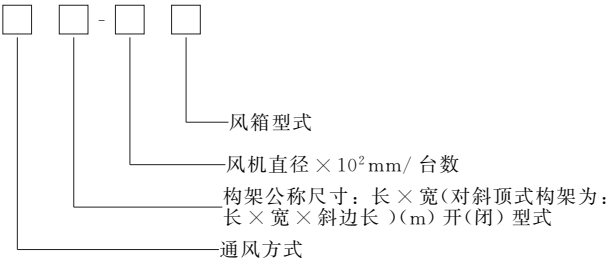 □ □-□ □
风箱型式
风机直径×10²mm/台数
构架公称尺寸：长×宽(对斜顶式构架为：
长×宽×斜边长)(m)开(闭)型式
通风方式